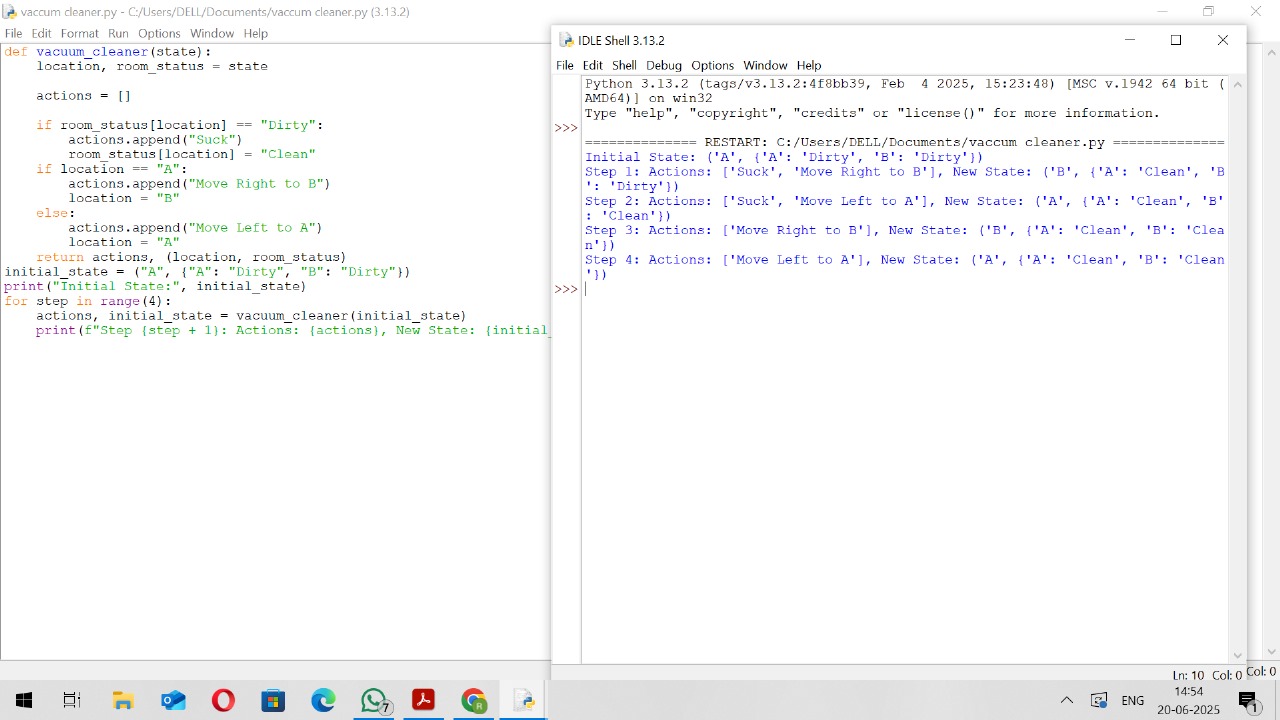 vaccum cleaner.py - C:/Users/DELL/Documents/vaccum cleaner.py (3.13.2)
File Edit Format Run Options Window Help
def vacuum_cleaner(state):
    location, room_status = state

    actions = []

    if room_status[location] == "Dirty":
        actions.append("Suck")
        room_status[location] = "Clean"
    if location == "A":
        actions.append("Move Right to B")
        location = "B"
    else:
        actions.append("Move Left to A")
        location = "A"
    return actions, (location, room_status)
initial_state = ("A", {"A": "Dirty", "B": "Dirty"})
print("Initial State:", initial_state)
for step in range(4):
    actions, initial_state = vacuum_cleaner(initial_state)
    print(f"Step {step + 1}: Actions: {actions}, New State: {initial_
IDLE Shell 3.13.2
File Edit Shell Debug Options Window Help
Python 3.13.2 (tags/v3.13.2:4f8bb39, Feb  4 2025, 15:23:48) [MSC v.1942 64 bit (
AMD64)] on win32
Type "help", "copyright", "credits" or "license()" for more information.
>>>
============== RESTART: C:/Users/DELL/Documents/vaccum cleaner.py ==============
Initial State: ('A', {'A': 'Dirty', 'B': 'Dirty'})
Step 1: Actions: ['Suck', 'Move Right to B'], New State: ('B', {'A': 'Clean', 'B
': 'Dirty'})
Step 2: Actions: ['Suck', 'Move Left to A'], New State: ('A', {'A': 'Clean', 'B'
: 'Clean'})
Step 3: Actions: ['Move Right to B'], New State: ('B', {'A': 'Clean', 'B': 'Clea
n'})
Step 4: Actions: ['Move Left to A'], New State: ('A', {'A': 'Clean', 'B': 'Clean
'})
>>>
Ln: 10 Col: 0
Col: 0
7
R
ENG
14:54
20-06-2025
1